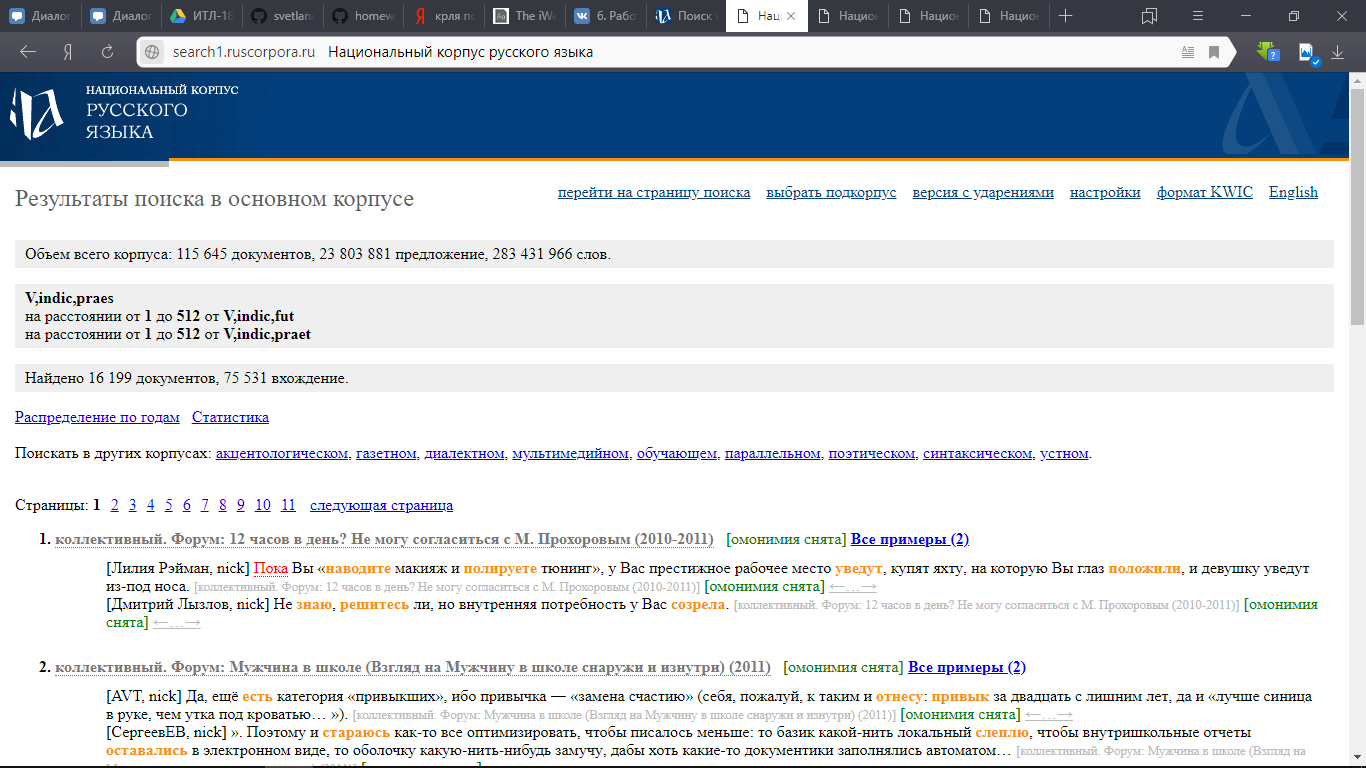 Диалог
Диалог
ИТЛ-18
svetlan
homew
крля по
The iWe
6. Рабо
Поиск
Нац
Национ
Национ
Национ
search1.ruscorpora.ru Национальный корпус русского языка
НАЦИОНАЛЬНЫЙ КОРПУС
РУССКОГО
ЯЗЫКА
Результаты поиска в основном корпусе
перейти на страницу поиска выбрать подкорпус версия с ударениями настройки формат KWIC English
Объем всего корпуса: 115 645 документов, 23 803 881 предложение, 283 431 966 слов.
V,indic,praes
на расстоянии от 1 до 512 от V,indic,fut
на расстоянии от 1 до 512 от V,indic,praet
Найдено 16 199 документов, 75 531 вхождение.
Распределение по годам Статистика
Поискать в других корпусах: акцентологическом, газетном, диалектном, мультимедийном, обучающем, параллельном, поэтическом, синтаксическом, устном.
Страницы: 1 2 3 4 5 6 7 8 9 10 11 следующая страница
1. коллективный. Форум: 12 часов в день? Не могу согласиться с М. Прохоровым (2010-2011) [омонимия снята] Все примеры (2)
[Лилия Рэйман, nick] Пока Вы «наводите макияж и полируете тюнинг», у Вас престижное рабочее место уведут, купят яхту, на которую Вы глаз положили, и девушку уведут
из-под носа. [коллективный. Форум: 12 часов в день? Не могу согласиться с М. Прохоровым (2010-2011)] [омонимия снята] ←…→
[Дмитрий Лызлов, nick] Не знаю, решитесь ли, но внутренняя потребность у Вас созрела. [коллективный. Форум: 12 часов в день? Не могу согласиться с М. Прохоровым (2010-2011)] [омонимия
снята] ←…→
2. коллективный. Форум: Мужчина в школе (Взгляд на Мужчину в школе снаружи и изнутри) (2011) [омонимия снята] Все примеры (2)
[AVT, nick] Да, ещё есть категория «привыкших», ибо привычка — «замена счастию» (себя, пожалуй, к таким и отнесу: привык за двадцать с лишним лет, да и «лучше синица
в руке, чем утка под кроватью… »). [коллективный. Форум: Мужчина в школе (Взгляд на Мужчину в школе снаружи и изнутри) (2011)] [омонимия снята] ←…→
[СергеевЕВ, nick] ». Поэтому и стараюсь как-то все оптимизировать, чтобы писалось меньше: то базик какой-нить локальный слеплю, чтобы внутришкольные отчеты
оставались в электронном виде, то оболочку какую-нить-нибудь замучу, дабы хоть какие-то документики заполнялись автоматом… [коллективный. Форум: Мужчина в школе (Взгляд на